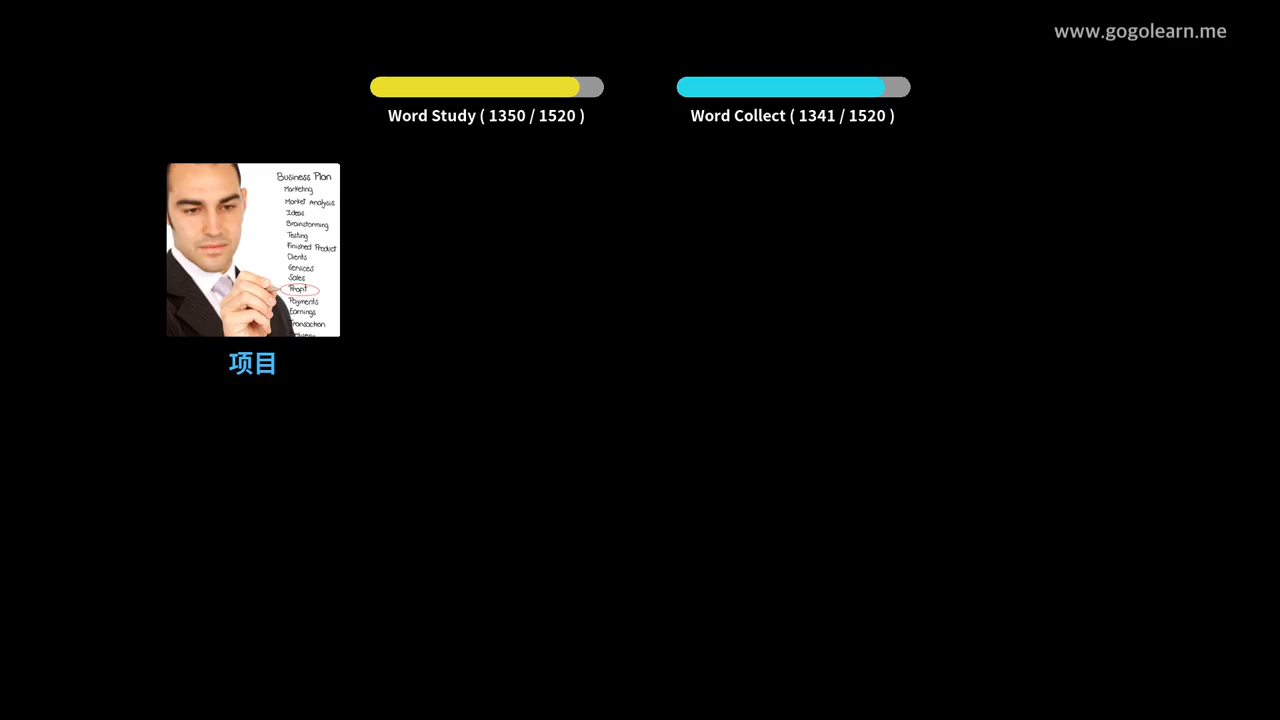 www.gogolearn.me
Word Study ( 1350 / 1520 )
Word Collect ( 1341 / 1520 )
Business Plan
Marketing
Market Analysis
Ideas
Brainstorming
Testing
Finished Product
Clients
Services
Sales
Profit
Payments
Earnings
Transaction
项目